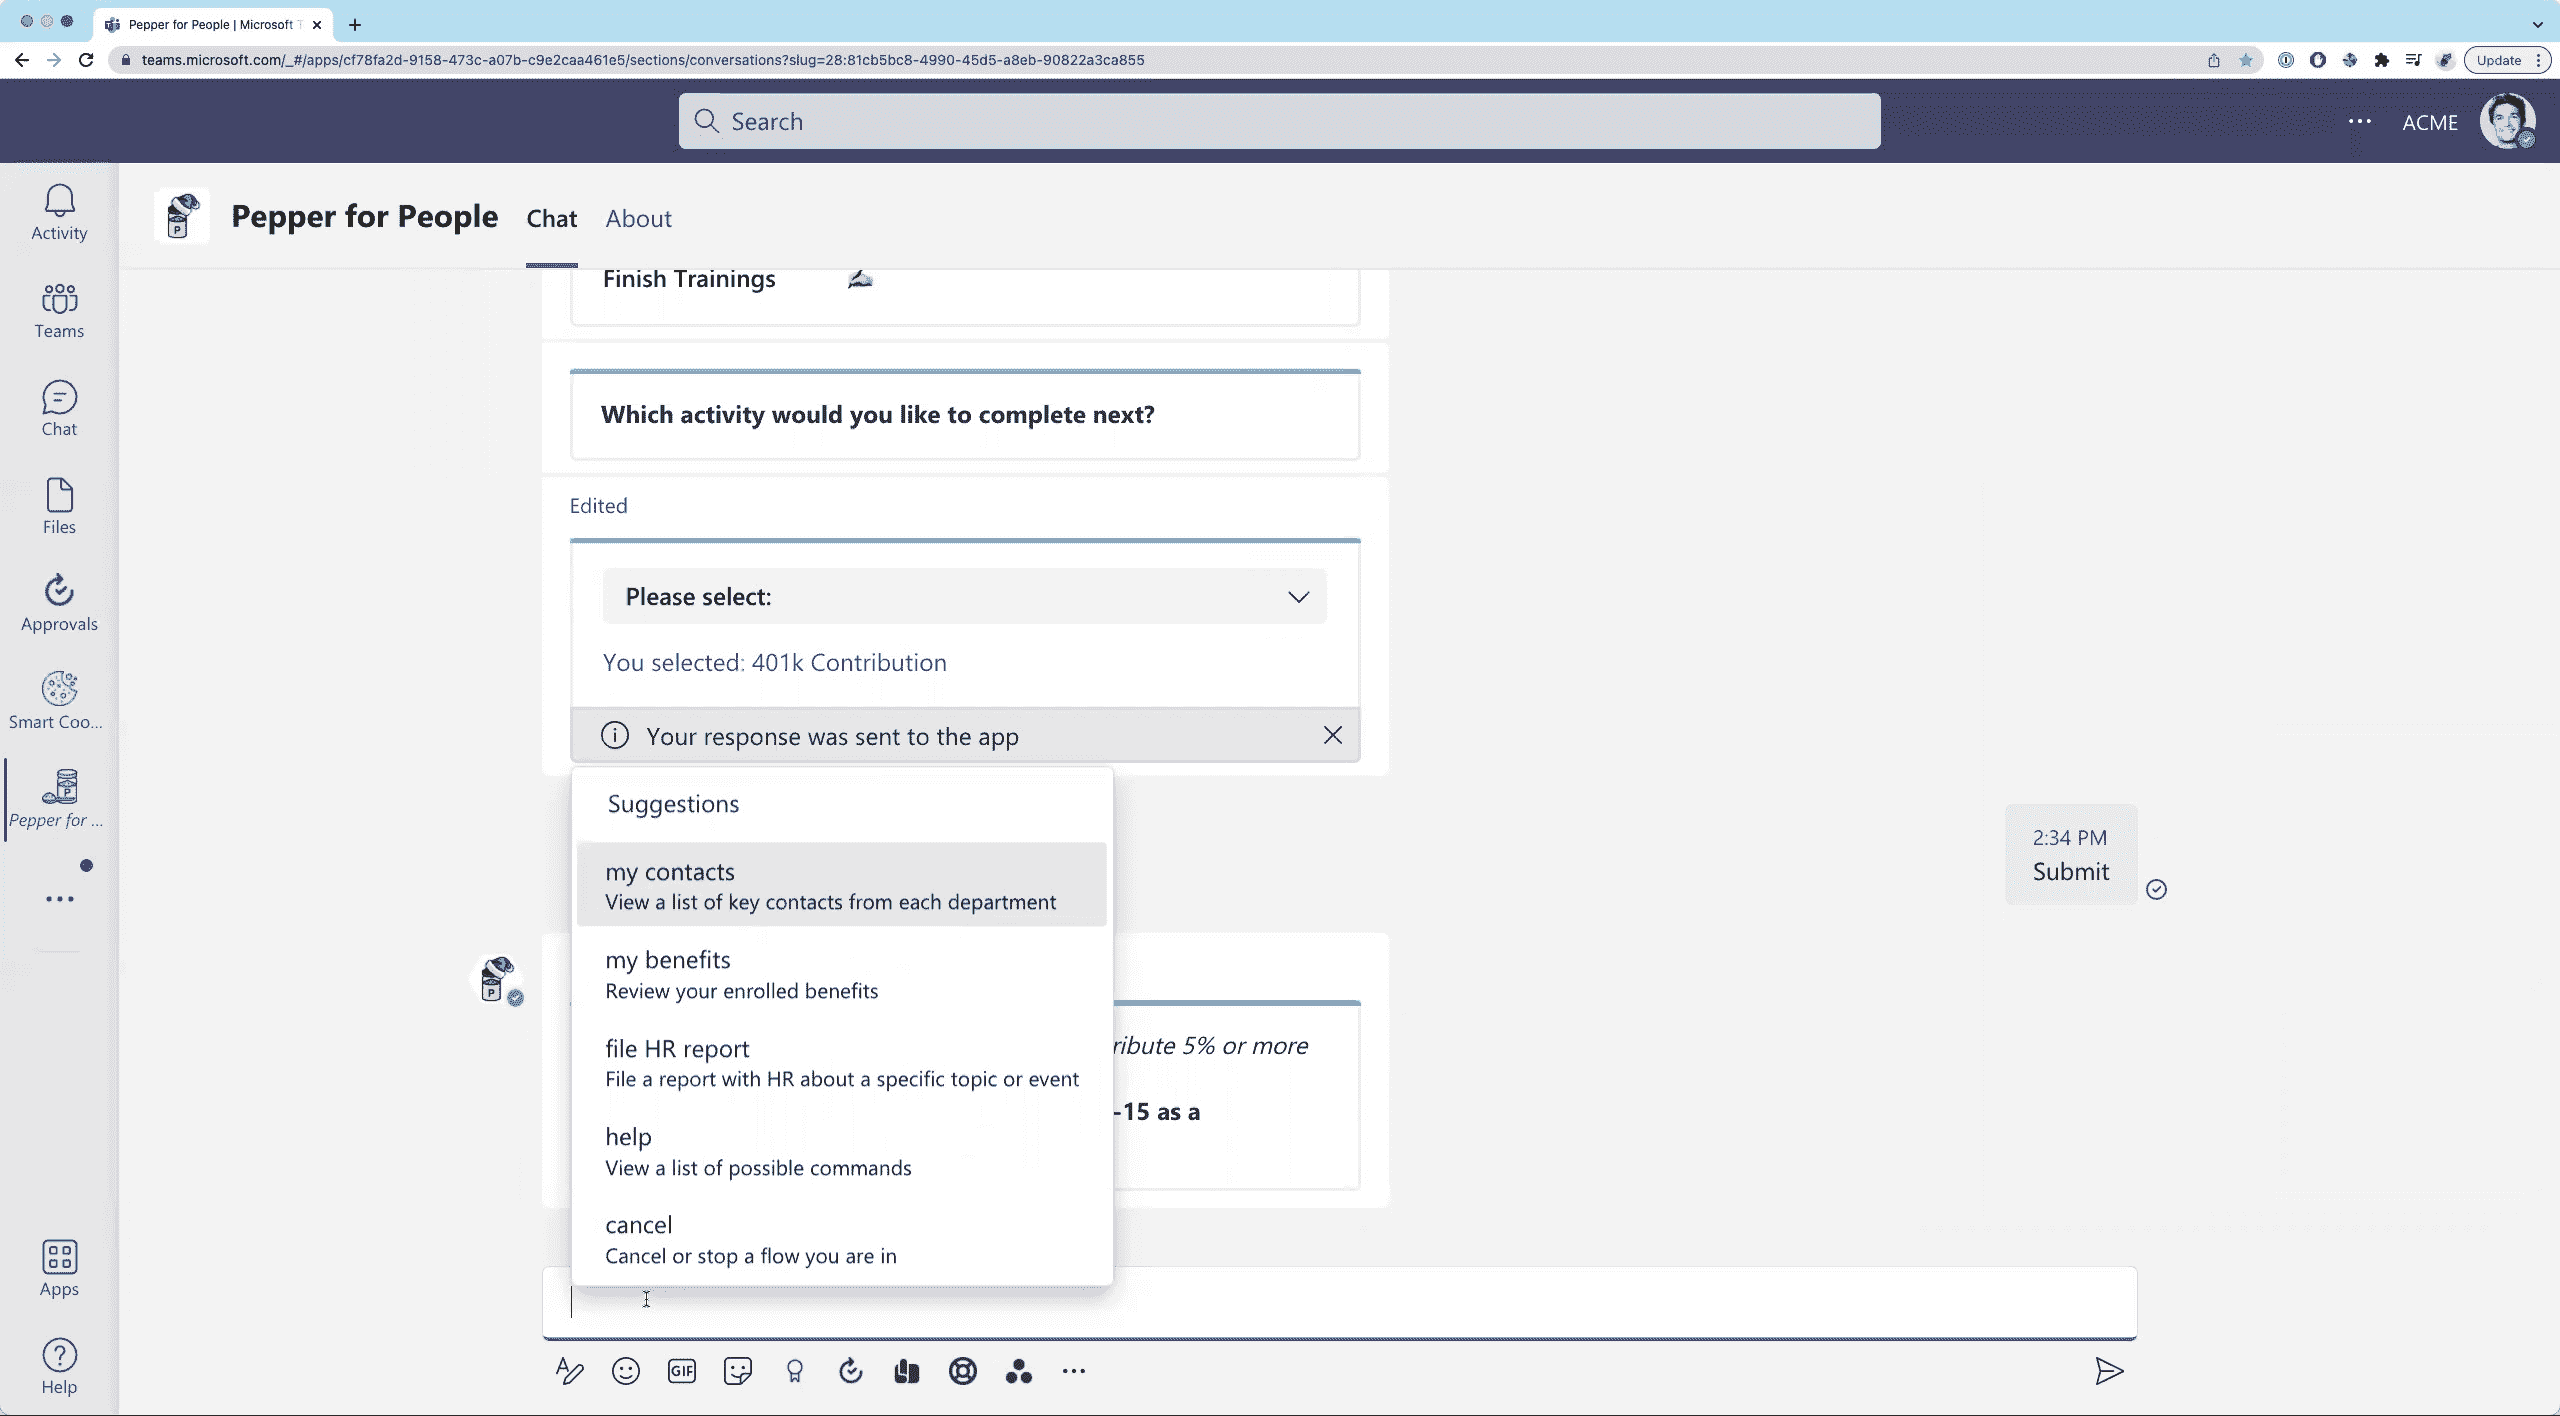 Pepper for People | Microsoft T
teams.microsoft.com/_#/apps/cf78fa2d-9158-473c-a07b-c9e2caa461e5/sections/conversations?slug=28:81cb5bc8-4990-45d5-a8eb-90822a3ca855
Update
Search
ACME
Activity
Teams
Chat
Files
Approvals
Smart Coo...
Pepper for ...
Apps
Help
P
Pepper for People
Chat
About
Finish Trainings
Which activity would you like to complete next?
Edited
Please select:
You selected: 401k Contribution
Your response was sent to the app
Suggestions
my contacts
View a list of key contacts from each department
my benefits
Review your enrolled benefits
file HR report
File a report with HR about a specific topic or event
help
View a list of possible commands
cancel
Cancel or stop a flow you are in
2:34 PM
Submit
P
ribute 5% or more
-15 as a
GIF